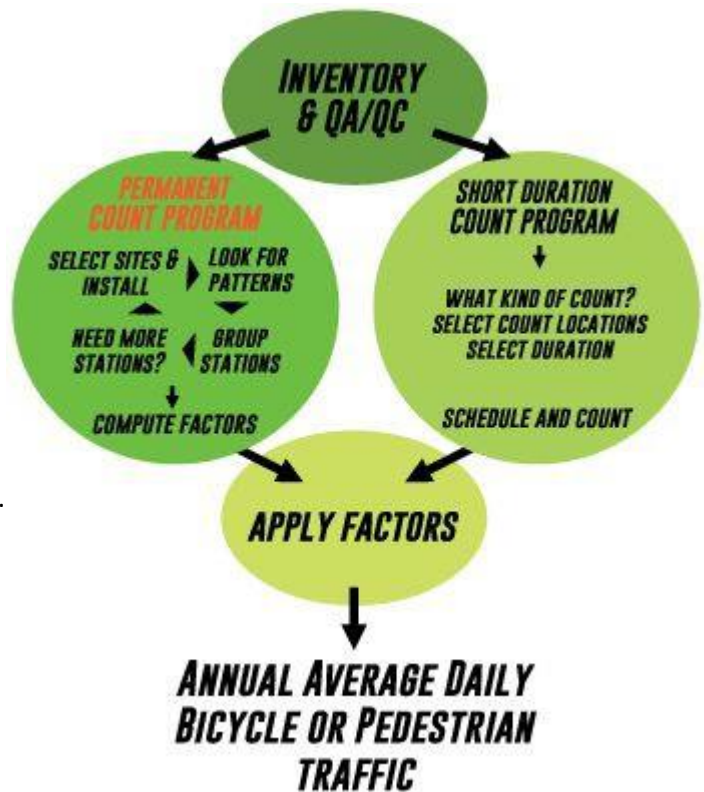 INVENTORY
& QA/QC
PERMANENT
COUNT PROGRAM
SELECT SITES &
INSTALL
LOOK FOR
PATTERNS
NEED MORE
STATIONS?
GROUP
STATIONS
COMPUTE FACTORS
SHORT DURATION
COUNT PROGRAM
WHAT KIND OF COUNT?
SELECT COUNT LOCATIONS
SELECT DURATION
SCHEDULE AND COUNT
APPLY FACTORS
ANNUAL AVERAGE DAILY
BICYCLE OR PEDESTRIAN
TRAFFIC